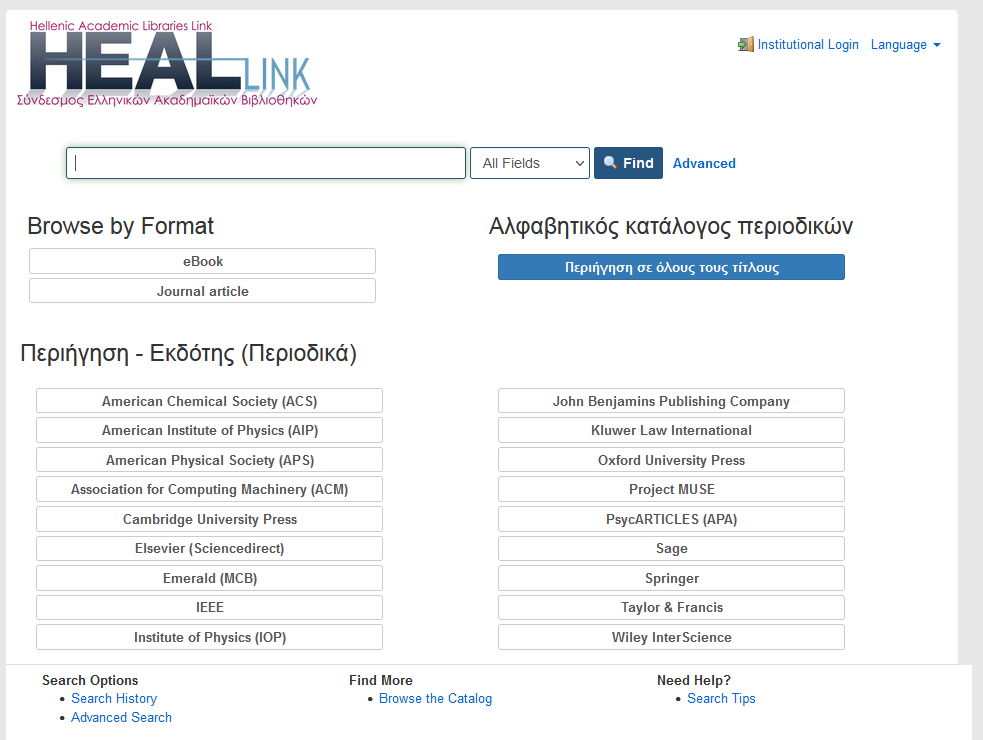 Hellenic Academic Libraries Link
HEAL LINK
Σύνδεσμος Ελληνικών Ακαδημαϊκών Βιβλιοθηκών
Institutional Login Language
All Fields Find Advanced
Browse by Format
eBook
Journal article
Αλφαβητικός κατάλογος περιοδικών
Περιήγηση σε όλους τους τίτλους
Περιήγηση - Εκδότης (Περιοδικά)
American Chemical Society (ACS)
American Institute of Physics (AIP)
American Physical Society (APS)
Association for Computing Machinery (ACM)
Cambridge University Press
Elsevier (Sciencedirect)
Emerald (MCB)
IEEE
Institute of Physics (IOP)
John Benjamins Publishing Company
Kluwer Law International
Oxford University Press
Project MUSE
PsycARTICLES (APA)
Sage
Springer
Taylor & Francis
Wiley InterScience
Search Options
Search History
Advanced Search
Find More
Browse the Catalog
Need Help?
Search Tips